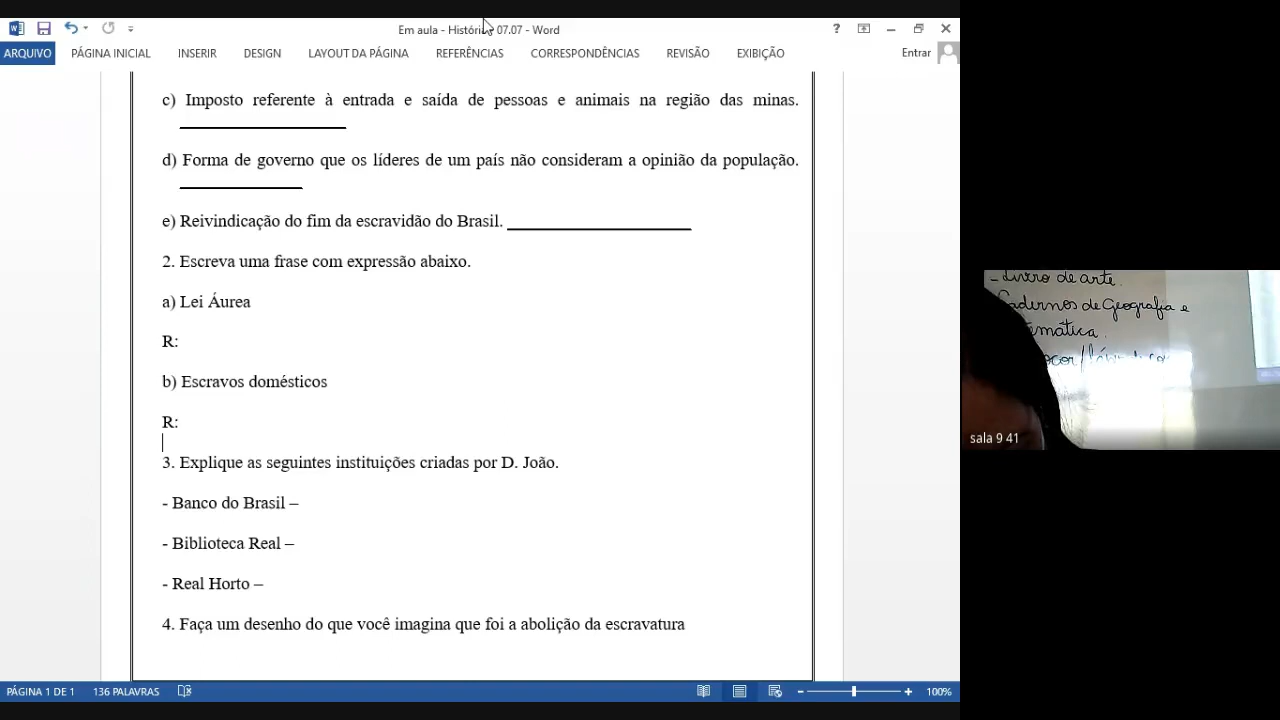 Em aula - História 07.07 - Word
ARQUIVO PÁGINA INICIAL INSERIR DESIGN LAYOUT DA PÁGINA REFERÊNCIAS CORRESPONDÊNCIAS REVISÃO EXIBIÇÃO Entrar
c) Imposto referente à entrada e saída de pessoas e animais na região das minas.
d) Forma de governo que os líderes de um país não consideram a opinião da população.
e) Reivindicação do fim da escravidão do Brasil.
2. Escreva uma frase com expressão abaixo.
a) Lei Áurea
R:
b) Escravos domésticos
R:
3. Explique as seguintes instituições criadas por D. João.
- Banco do Brasil –
- Biblioteca Real –
- Real Horto –
4. Faça um desenho do que você imagina que foi a abolição da escravatura
PÁGINA 1 DE 1 136 PALAVRAS 100%
- Livro de arte.
Cadernos de Geografia e
sala 9 41